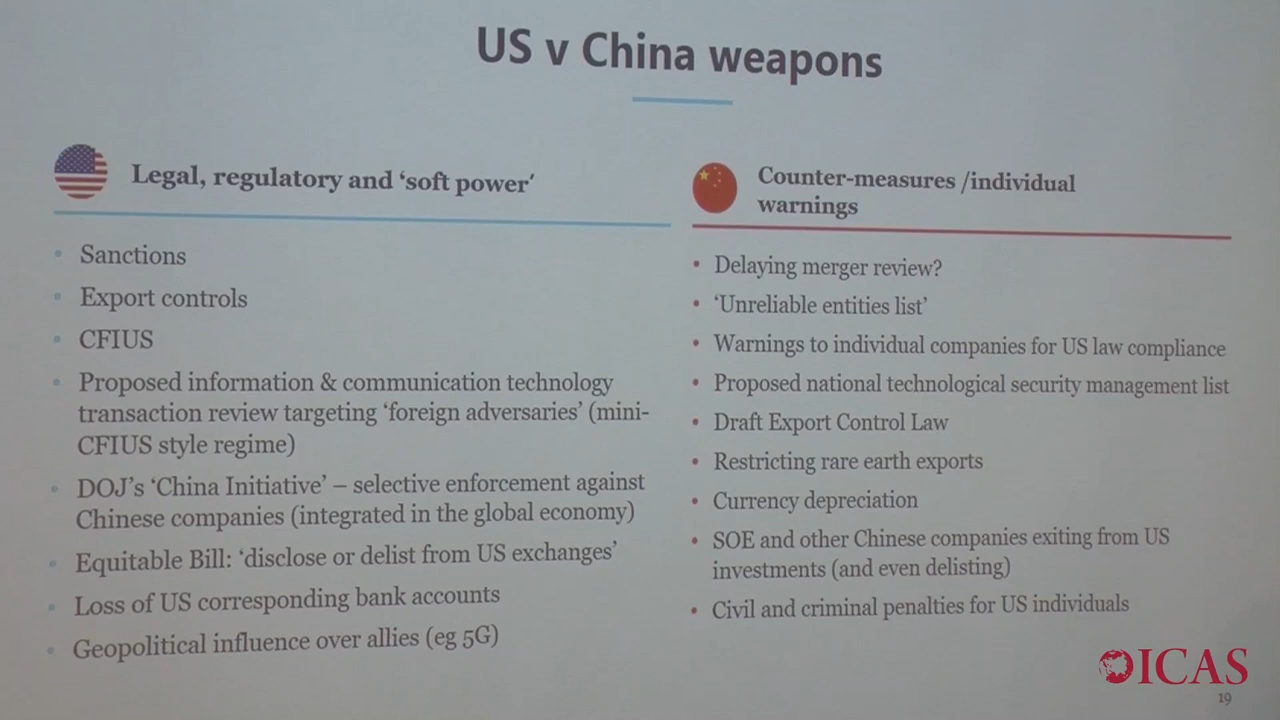 US v China weapons
Legal, regulatory and ‘soft power’
Sanctions
Export controls
CFIUS
Proposed information & communication technology
transaction review targeting ‘foreign adversaries’ (mini-
CFIUS style regime)
DOJ’s ‘China Initiative’ – selective enforcement against
Chinese companies (integrated in the global economy)
Equitable Bill: ‘disclose or delist from US exchanges’
Loss of US corresponding bank accounts
Geopolitical influence over allies (eg 5G)
Counter-measures /individual
warnings
Delaying merger review?
‘Unreliable entities list’
Warnings to individual companies for US law compliance
Proposed national technological security management list
Draft Export Control Law
Restricting rare earth exports
Currency depreciation
SOE and other Chinese companies exiting from US
investments (and even delisting)
Civil and criminal penalties for US individuals
ICAS
19